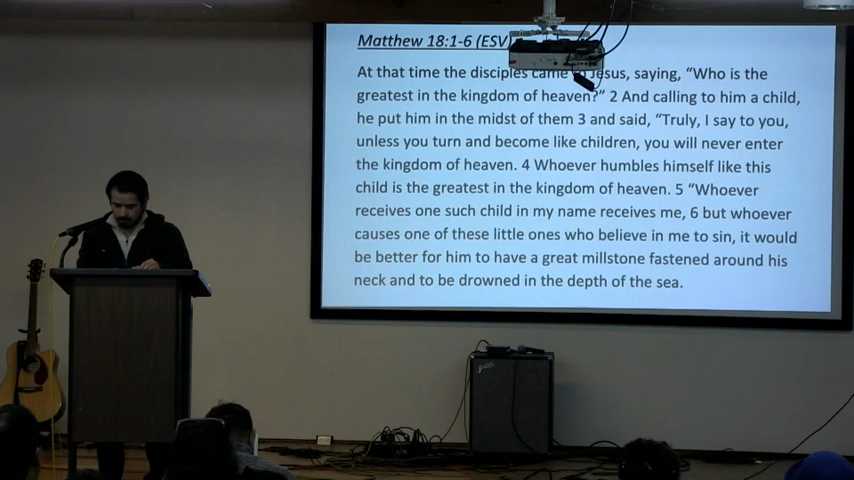 Matthew 18:1-6 (ESV)
At that time the disciples came to Jesus, saying, “Who is the
greatest in the kingdom of heaven?” 2 And calling to him a child,
he put him in the midst of them 3 and said, “Truly, I say to you,
unless you turn and become like children, you will never enter
the kingdom of heaven. 4 Whoever humbles himself like this
child is the greatest in the kingdom of heaven. 5 “Whoever
receives one such child in my name receives me, 6 but whoever
causes one of these little ones who believe in me to sin, it would
be better for him to have a great millstone fastened around his
neck and to be drowned in the depth of the sea.